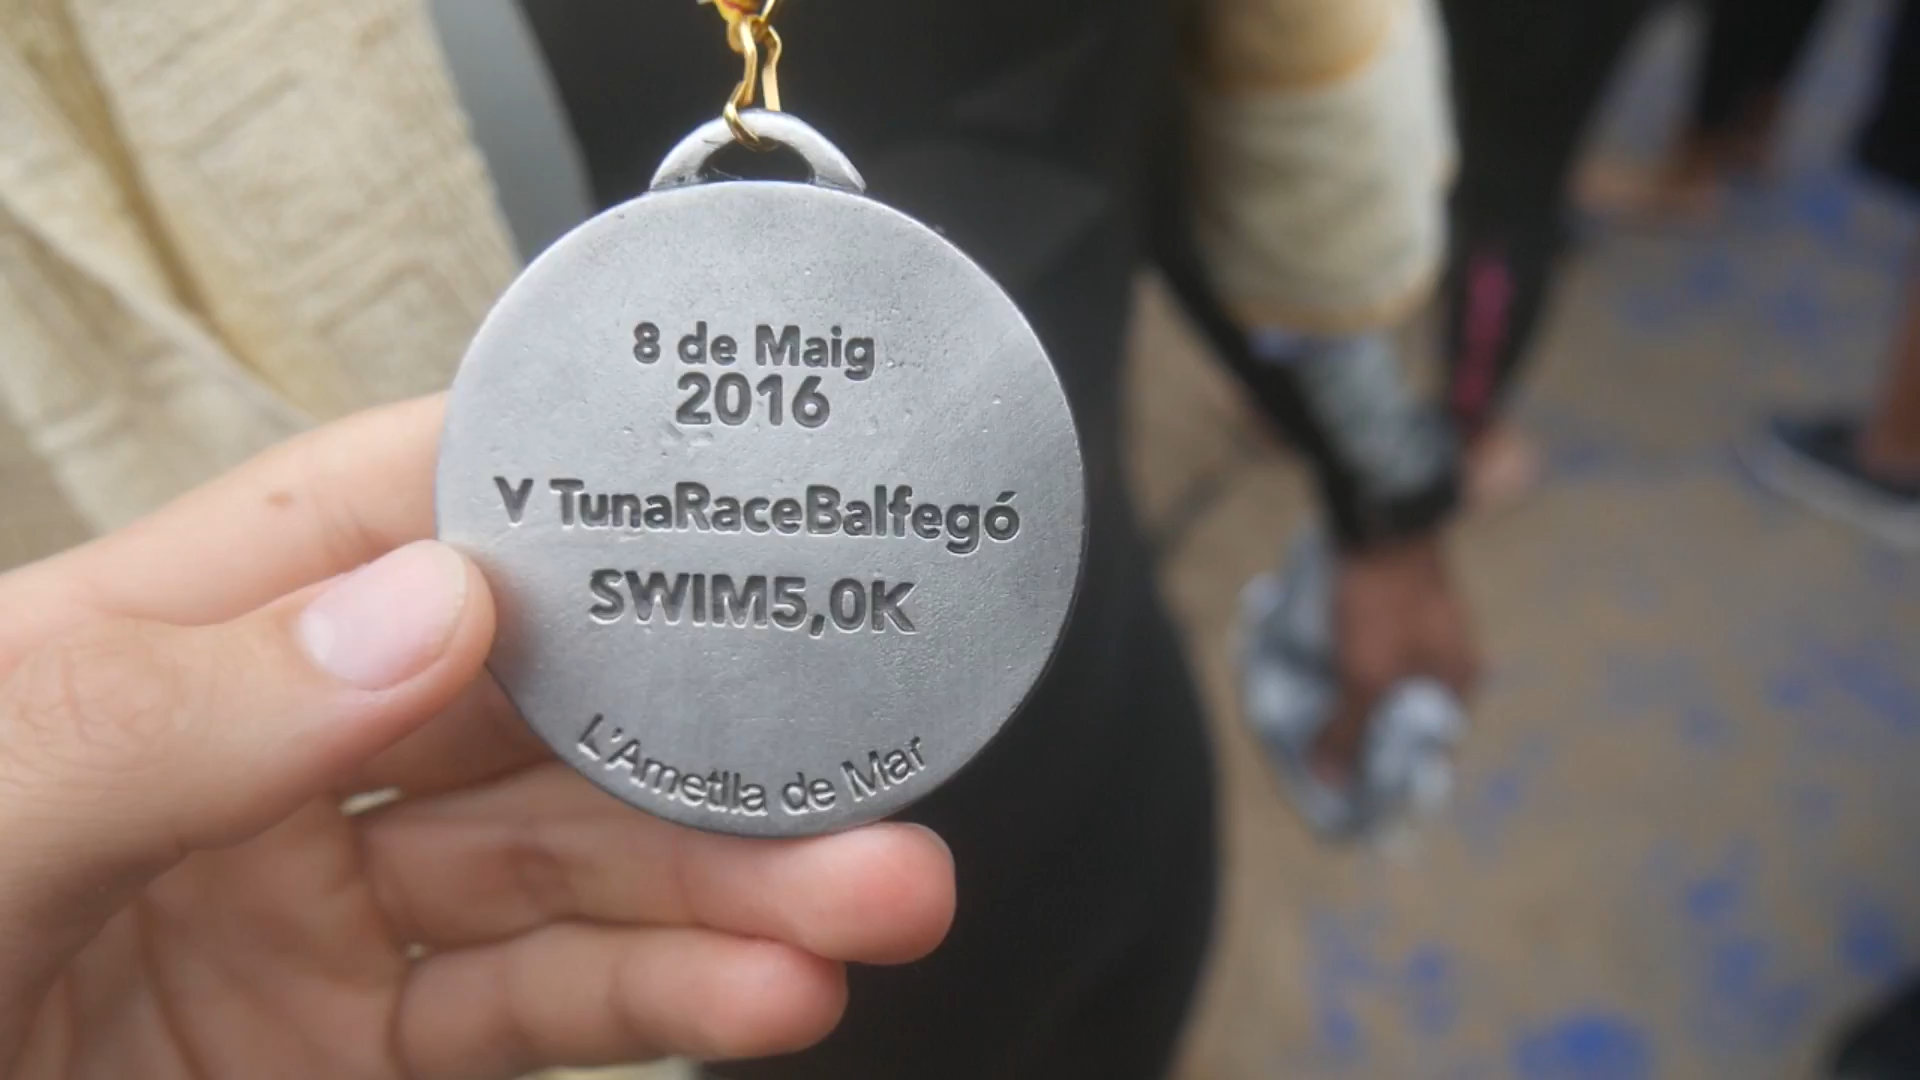 8 de Maig
2016
V TunaRaceBalfegó
SWIM5,0K
L'Ametlla de Mar